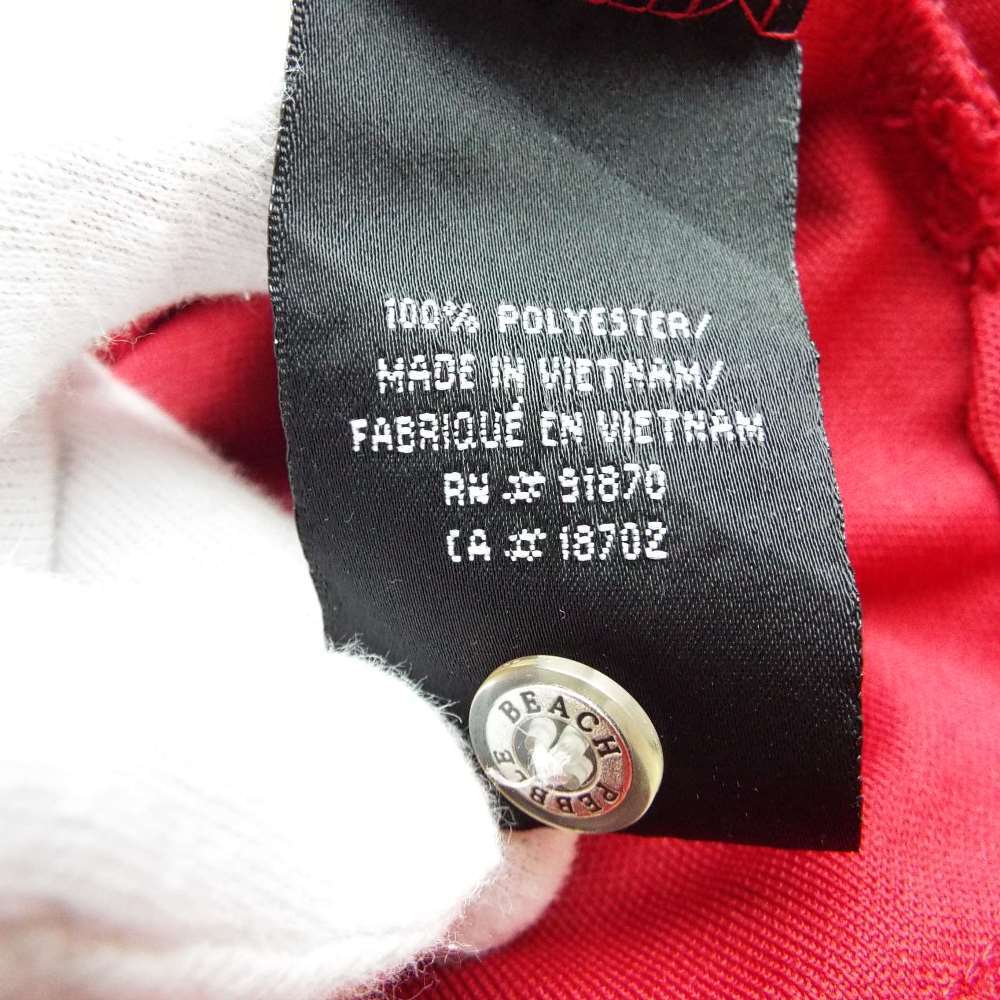 100% POLYESTER/
MADE IN VIETNAM/
FABRIQUÉ EN VIETNAM
RN # 91870
CA # 18702
PEBBLE BEACH